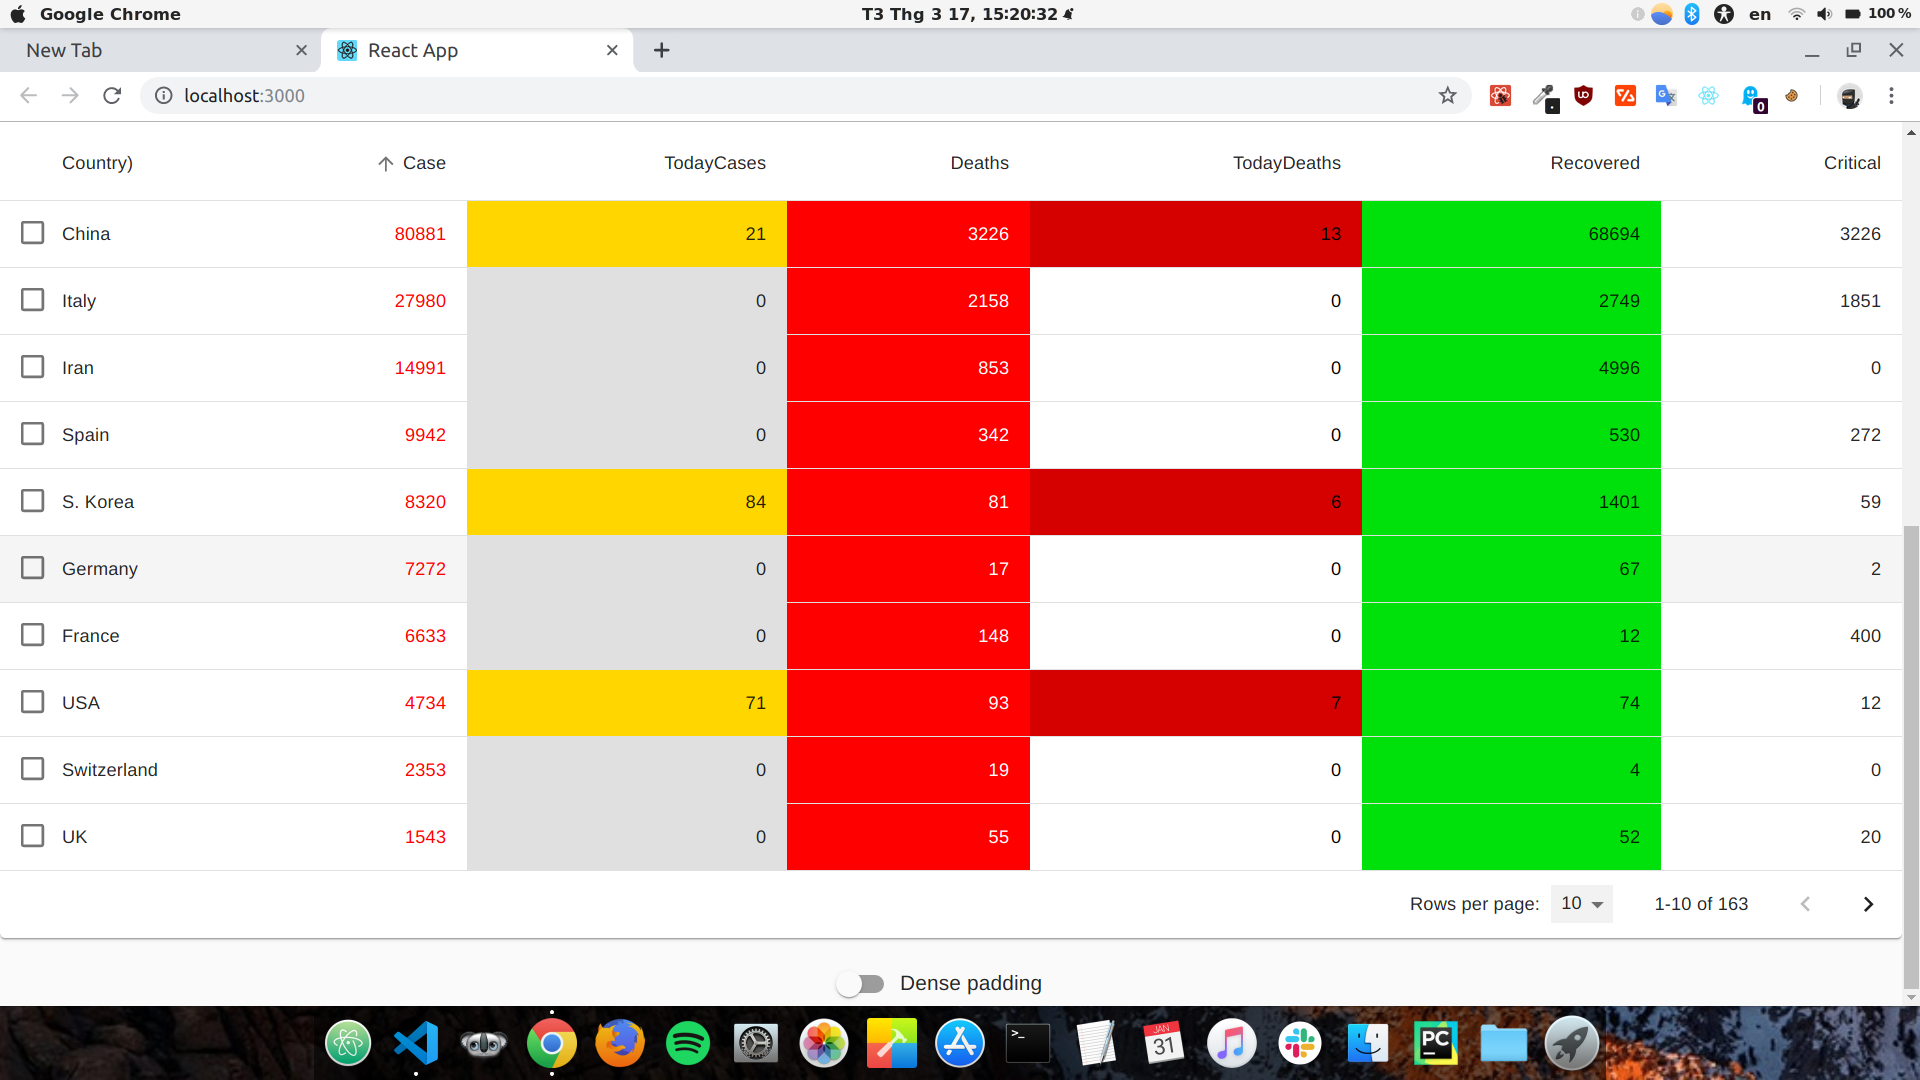 Google Chrome T3 Thg 3 17, 15:20:32 en 100 %
New Tab React App
localhost:3000 0
Country) Case TodayCases Deaths TodayDeaths Recovered Critical
China 80881 21 3226 13 68694 3226
Italy 27980 0 2158 0 2749 1851
Iran 14991 0 853 0 4996 0
Spain 9942 0 342 0 530 272
S. Korea 8320 84 81 6 1401 59
Germany 7272 0 17 0 67 2
France 6633 0 148 0 12 400
USA 4734 71 93 7 74 12
Switzerland 2353 0 19 0 4 0
UK 1543 0 55 0 52 20
Rows per page: 10 1-10 of 163
Dense padding
>_ JAN 31 PC